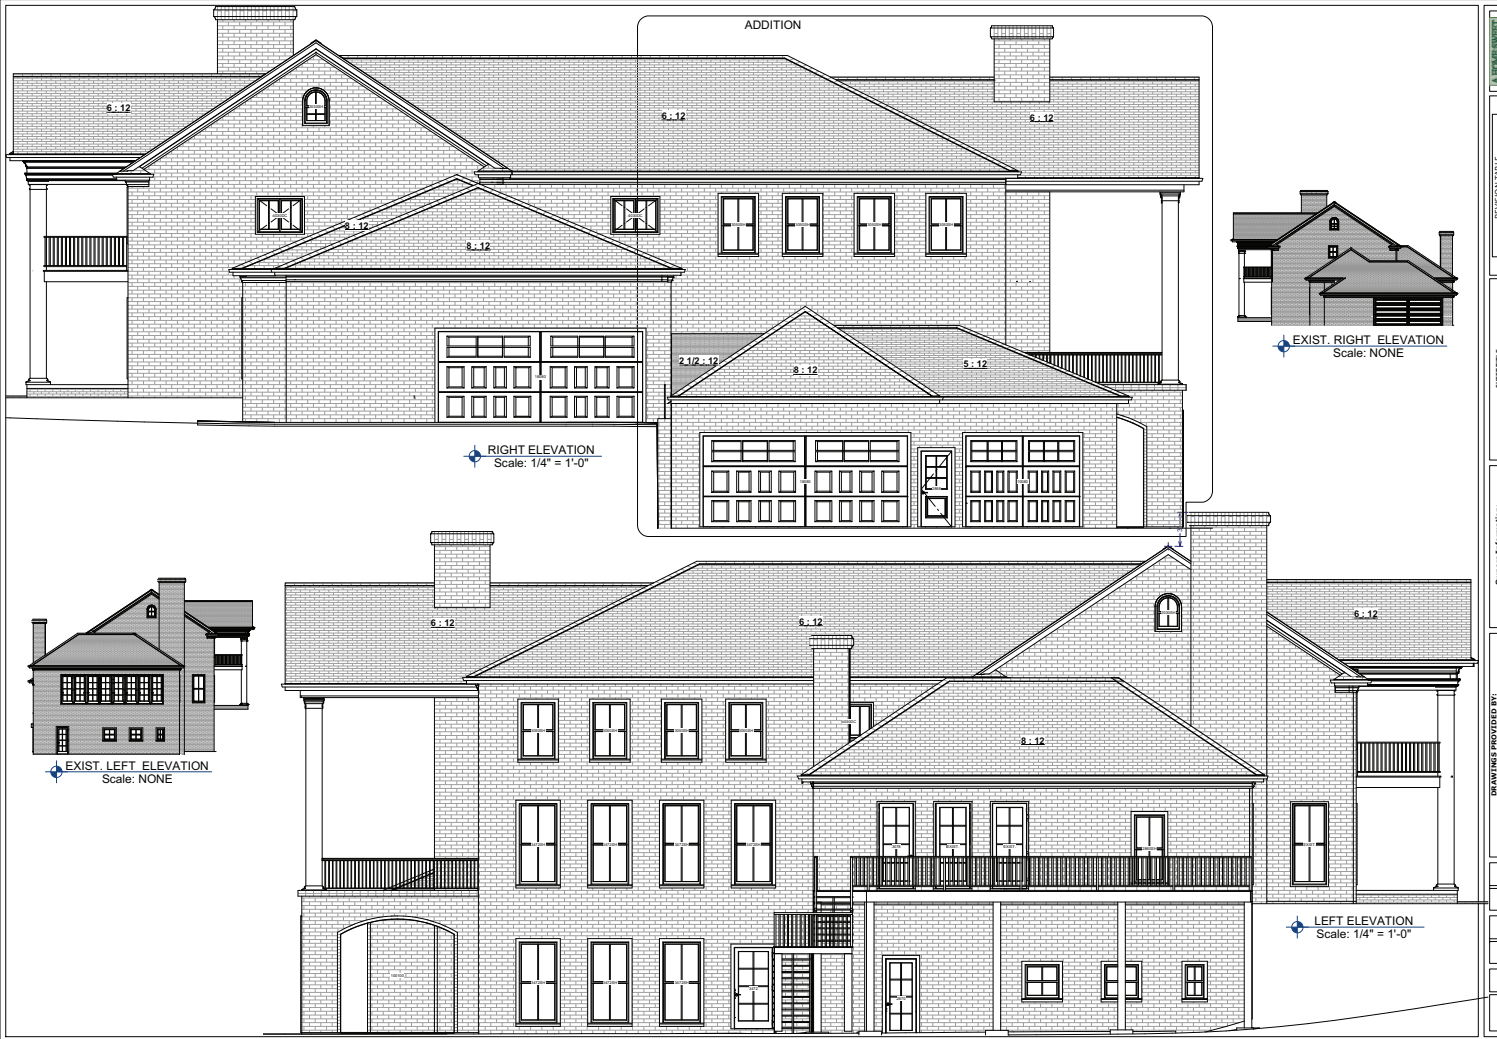 ADDITION
6 : 12
6 : 12
6 : 12
8 : 12
8 : 12
2 1/2 : 12
8 : 12
5 : 12
RIGHT ELEVATION
Scale: 1/4" = 1'-0"
EXIST. RIGHT ELEVATION
Scale: NONE
6 : 12
6 : 12
6 : 12
8 : 12
EXIST. LEFT ELEVATION
Scale: NONE
LEFT ELEVATION
Scale: 1/4" = 1'-0"
DRAWINGS PROVIDED BY: